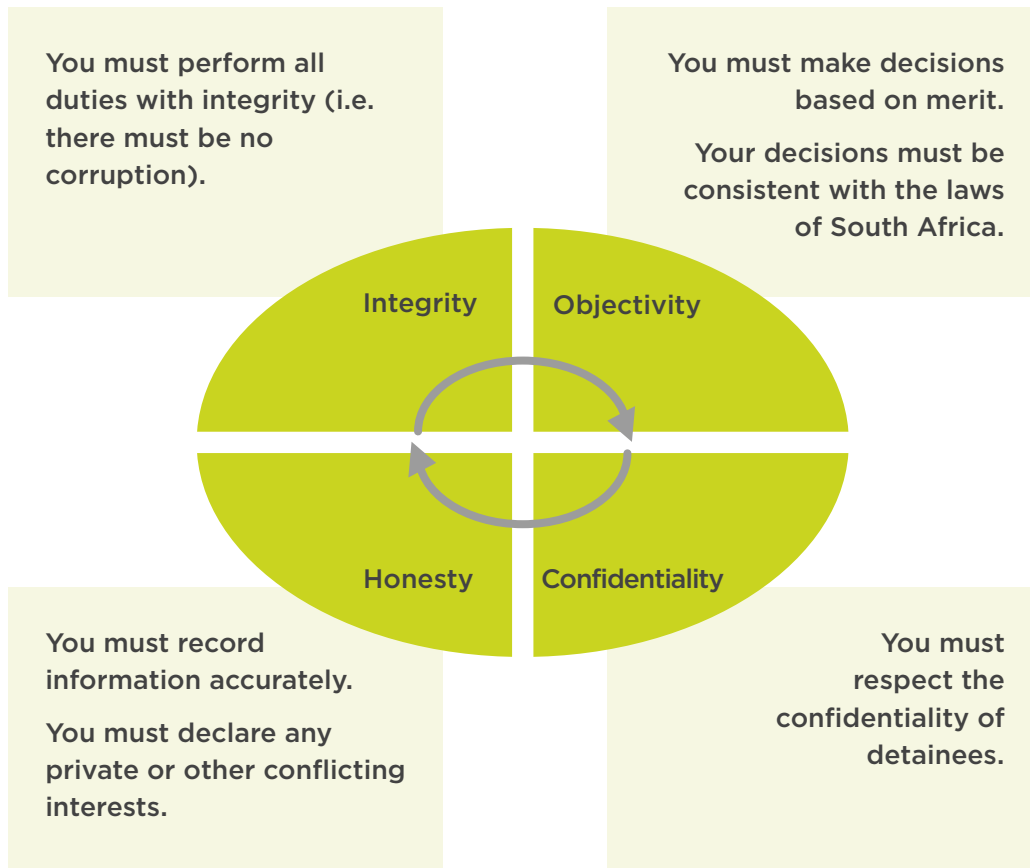 You must perform all
duties with integrity (i.e.
there must be no
corruption).
You must make decisions
based on merit.
Your decisions must be
consistent with the laws
of South Africa.
Integrity
Objectivity
Honesty
Confidentiality
You must record
information accurately.
You must declare any
private or other conflicting
interests.
You must
respect the
confidentiality of
detainees.